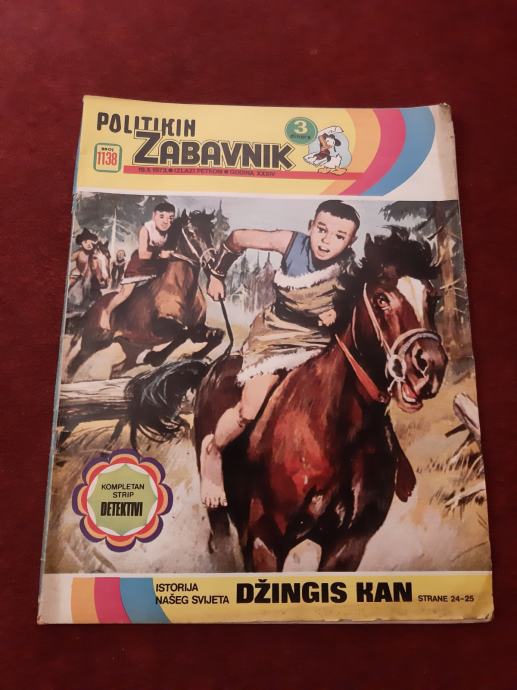 POLITIKIN
ZABAVNIK
BROJ
1138
3
dinara
19. X 1973. ● IZLAZI PETKOM ● GODINA XXXIV
KOMPLETAN
STRIP
DETEKTIVI
ISTORIJA
NAŠEG SVIJETA
DŽINGIS KAN
STRANE 24-25